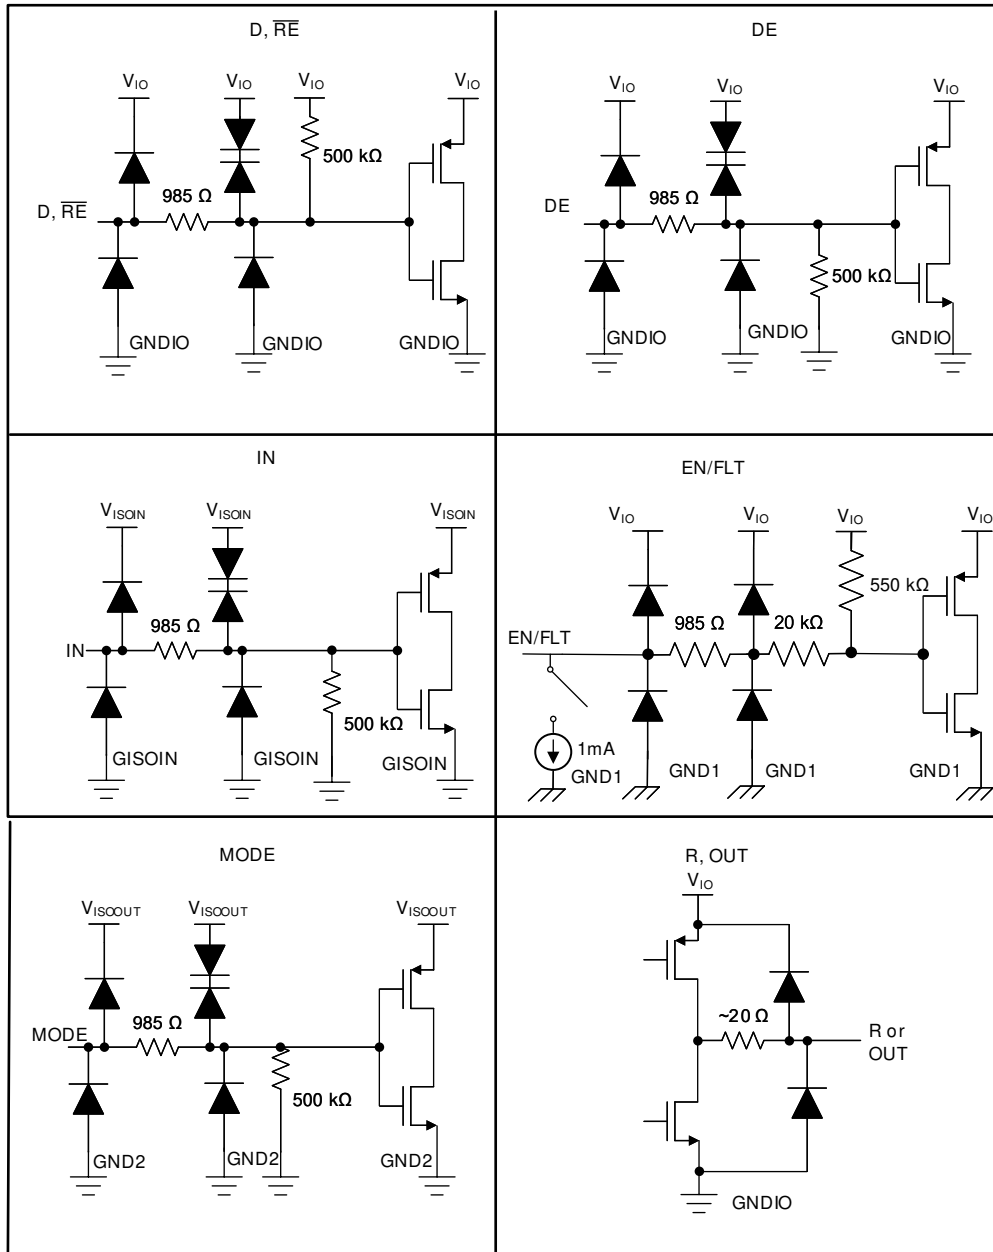 D, R̅E̅
V_IO V_IO V_IO V_IO
500 kΩ
985 Ω
D, R̅E̅
GNDIO GNDIO GNDIO
DE
V_IO V_IO V_IO
985 Ω
DE
500 kΩ
GNDIO GNDIO GNDIO
IN
V_ISOIN V_ISOIN V_ISOIN
985 Ω
IN
500 kΩ
GISOIN GISOIN GISOIN
EN/FLT
V_IO V_IO V_IO V_IO
550 kΩ
985 Ω 20 kΩ
EN/FLT
1mA
GND1 GND1 GND1 GND1
MODE
V_ISOOUT V_ISOOUT V_ISOOUT
985 Ω
MODE
500 kΩ
GND2 GND2 GND2
R, OUT
V_IO
~20 Ω
R or
OUT
GNDIO